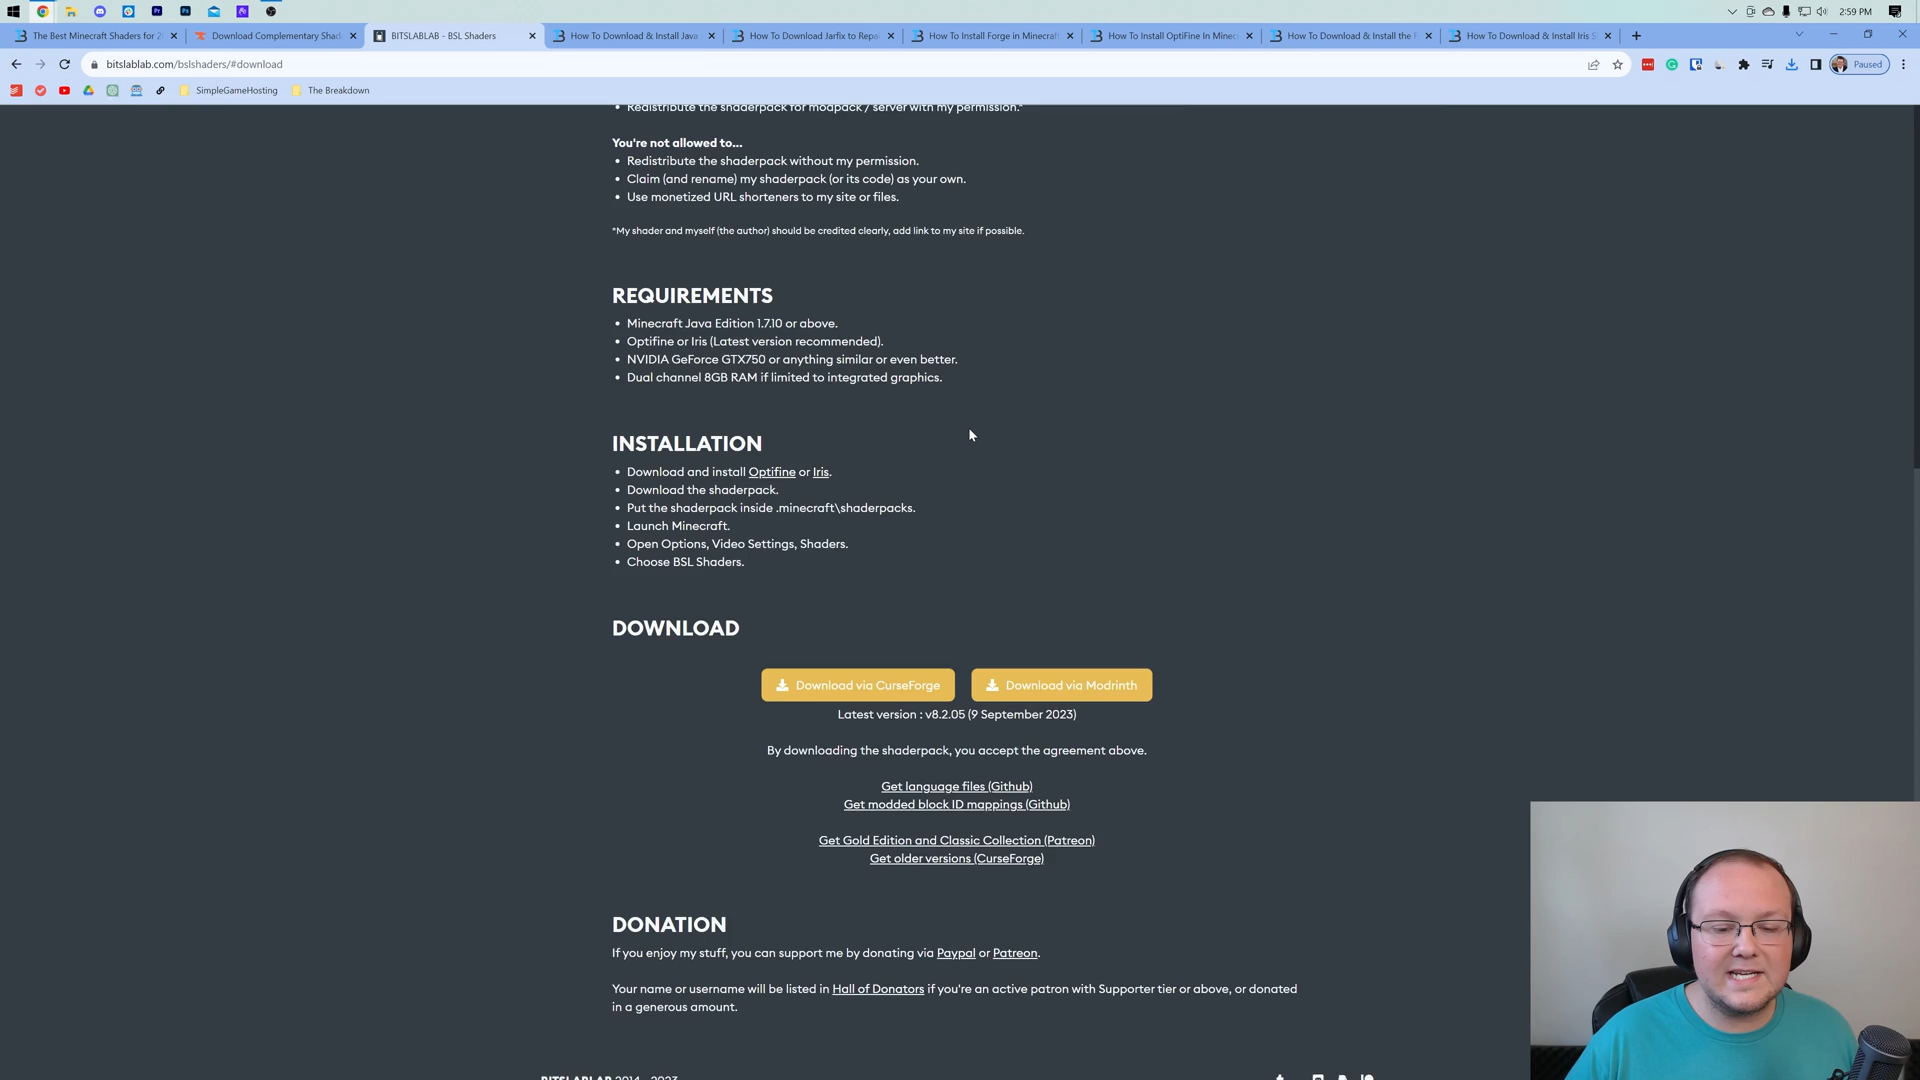 2:59 PM
The Best Minecraft Shaders for 2
Download Complementary Shad
BITSLABLAB - BSL Shaders
How To Download & Install Java
How To Download Jarfix to Repai
How To Install Forge in Minecraft
How To Install OptiFine In Minec
How To Download & Install the F
How To Download & Install Iris S
bitslablab.com/bslshaders/#download
Paused
SimpleGameHosting
The Breakdown
• Redistribute the shaderpack for modpack / server with my permission.*
You're not allowed to...
• Redistribute the shaderpack without my permission.
• Claim (and rename) my shaderpack (or its code) as your own.
• Use monetized URL shorteners to my site or files.
*My shader and myself (the author) should be credited clearly, add link to my site if possible.
REQUIREMENTS
• Minecraft Java Edition 1.7.10 or above.
• Optifine or Iris (Latest version recommended).
• NVIDIA GeForce GTX750 or anything similar or even better.
• Dual channel 8GB RAM if limited to integrated graphics.
INSTALLATION
• Download and install Optifine or Iris.
• Download the shaderpack.
• Put the shaderpack inside .minecraft\shaderpacks.
• Launch Minecraft.
• Open Options, Video Settings, Shaders.
• Choose BSL Shaders.
DOWNLOAD
Download via CurseForge
Download via Modrinth
Latest version : v8.2.05 (9 September 2023)
By downloading the shaderpack, you accept the agreement above.
Get language files (Github)
Get modded block ID mappings (Github)
Get Gold Edition and Classic Collection (Patreon)
Get older versions (CurseForge)
DONATION
If you enjoy my stuff, you can support me by donating via Paypal or Patreon.
Your name or username will be listed in Hall of Donators if you're an active patron with Supporter tier or above, or donated
in a generous amount.
BITSLABLAB 2014 - 2023